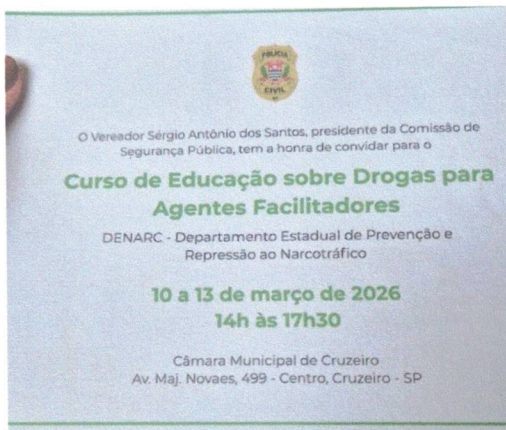 POLÍCIA
CIVIL
O Vereador Sérgio Antônio dos Santos, presidente da Comissão de
Segurança Pública, tem a honra de convidar para o
Curso de Educação sobre Drogas para
Agentes Facilitadores
DENARC - Departamento Estadual de Prevenção e
Repressão ao Narcotráfico
10 a 13 de março de 2026
14h às 17h30
Câmara Municipal de Cruzeiro
Av. Maj. Novaes, 499 - Centro, Cruzeiro - SP